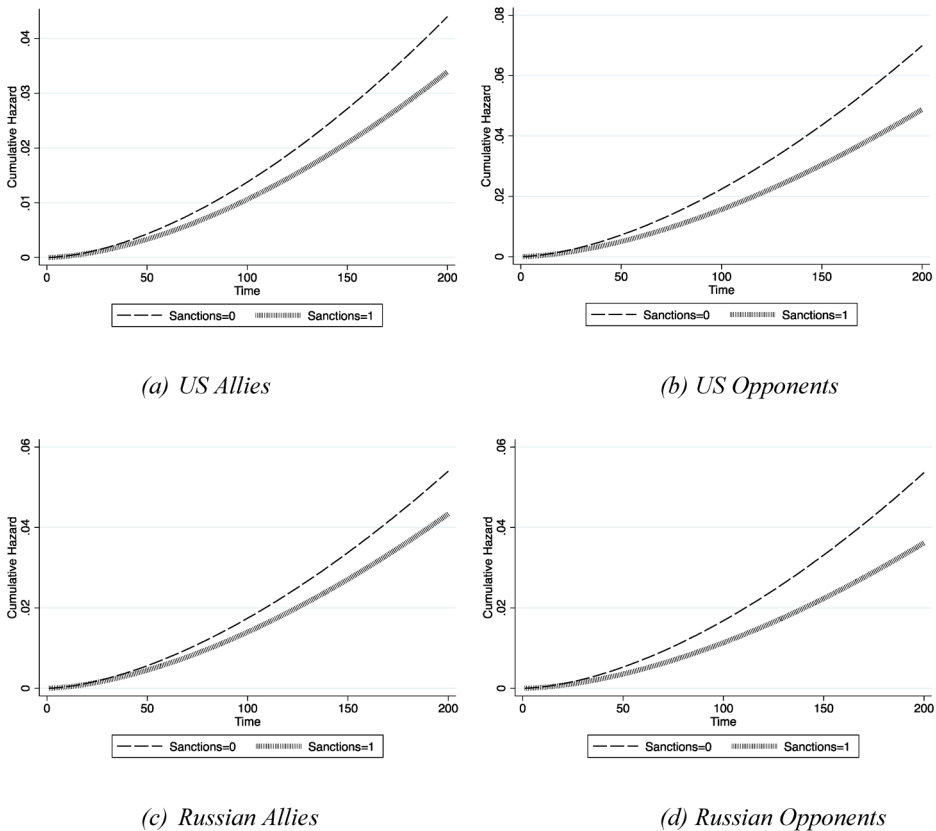 Cumulative Hazard
.04
.03
.02
.01
0
0 50 100 150 200
Time
Sanctions=0 Sanctions=1
(a) US Allies
Cumulative Hazard
.08
.06
.04
.02
0
0 50 100 150 200
Time
Sanctions=0 Sanctions=1
(b) US Opponents
Cumulative Hazard
.06
.04
.02
0
0 50 100 150 200
Time
Sanctions=0 Sanctions=1
(c) Russian Allies
Cumulative Hazard
.06
.04
.02
0
0 50 100 150 200
Time
Sanctions=0 Sanctions=1
(d) Russian Opponents